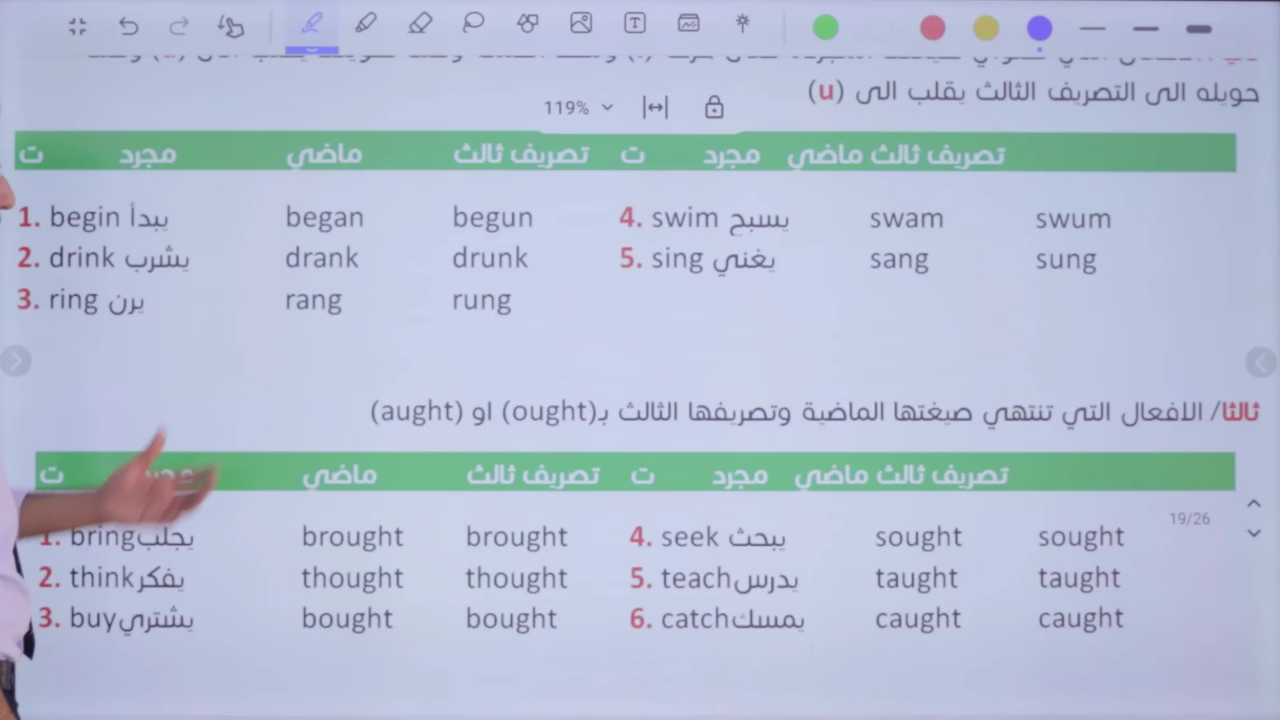 119%
حويله الى التصريف الثالث يقلب الى (u)
ت مجرد ماضي تصريف ثالث ت مجرد ماضي تصريف ثالث
1. begin يبدأ began begun 4. swim يسبح swam swum
2. drink يشرب drank drunk 5. sing يغني sang sung
3. ring يرن rang rung
ثالثا/ الافعال التي تنتهي صيغتها الماضية وتصريفها الثالث بـ(ought) او (aught)
ت مجرد ماضي تصريف ثالث ت مجرد ماضي تصريف ثالث
19/26
1. bring يجلب brought brought 4. seek يبحث sought sought
2. think يفكر thought thought 5. teach يدرس taught taught
3. buy يشتري bought bought 6. catch يمسك caught caught